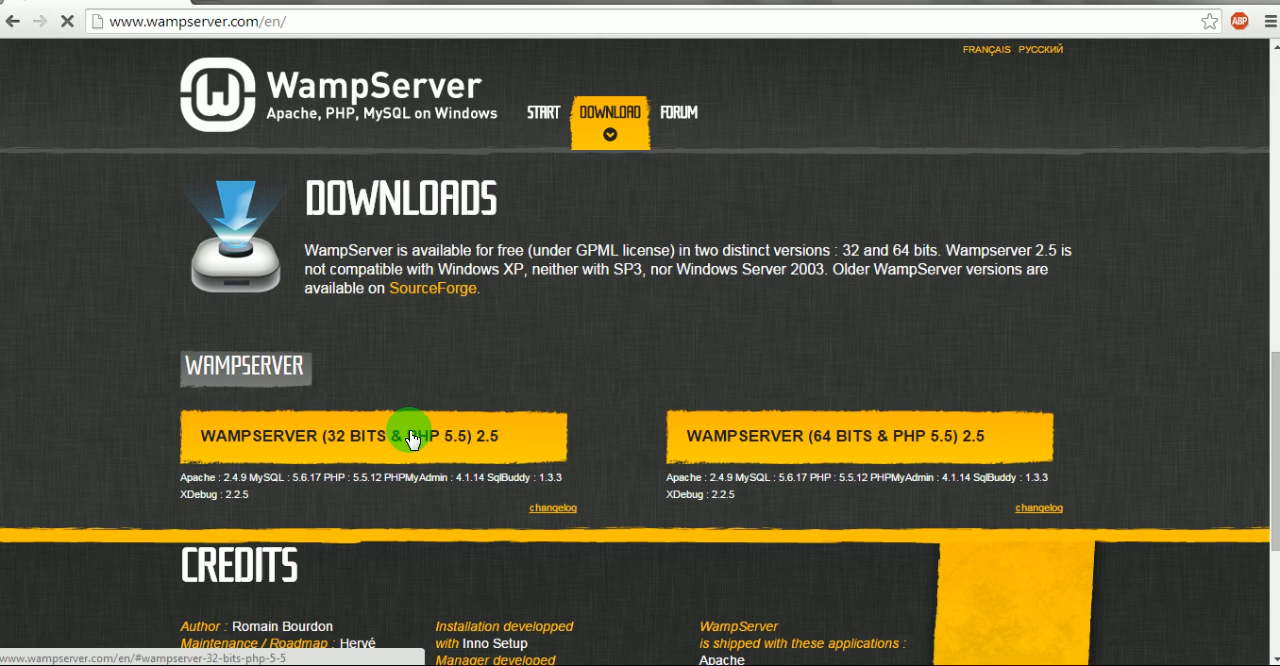 www.wampserver.com/en/
ABP
FRANÇAIS РУССКИЙ
WampServer
Apache, PHP, MySQL on Windows
START DOWNLOAD FORUM
DOWNLOADS
WampServer is available for free (under GPML license) in two distinct versions : 32 and 64 bits. Wampserver 2.5 is
not compatible with Windows XP, neither with SP3, nor Windows Server 2003. Older WampServer versions are
available on SourceForge.
WAMPSERVER
WAMPSERVER (32 BITS & PHP 5.5) 2.5
Apache : 2.4.9 MySQL : 5.6.17 PHP : 5.5.12 PHPMyAdmin : 4.1.14 SqlBuddy : 1.3.3
XDebug : 2.2.5
changelog
WAMPSERVER (64 BITS & PHP 5.5) 2.5
Apache : 2.4.9 MySQL : 5.6.17 PHP : 5.5.12 PHPMyAdmin : 4.1.14 SqlBuddy : 1.3.3
XDebug : 2.2.5
changelog
CREDITS
Author : Romain Bourdon
Maintenance / Roadmap : Hervé
Installation developped
with Inno Setup
Manager developed
WampServer
is shipped with these applications :
Apache
www.wampserver.com/en/#wampserver-32-bits-php-5-5